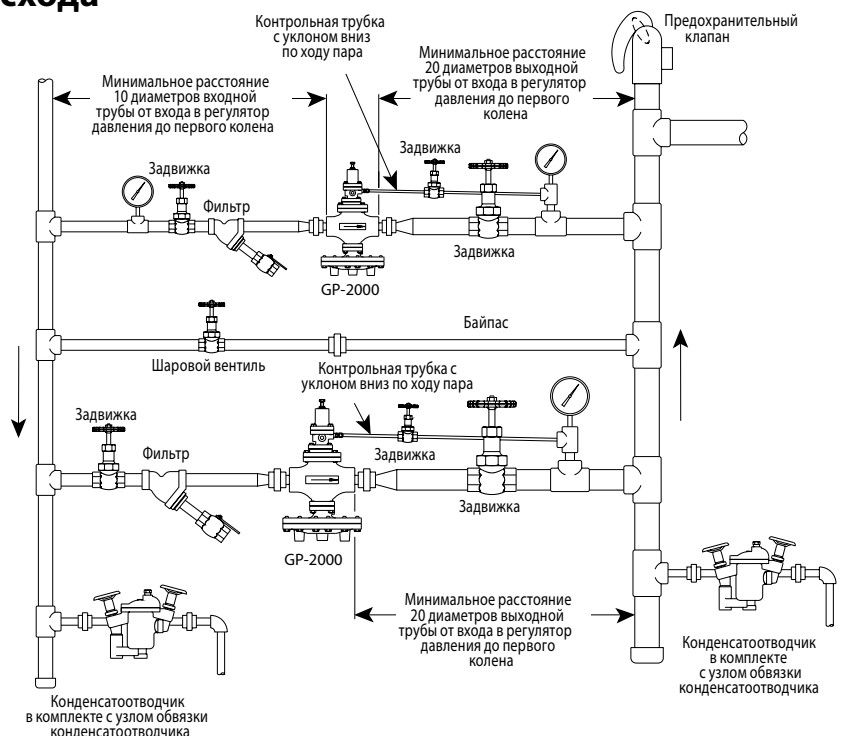 схода
Контрольная трубка
с уклоном вниз
по ходу пара
Предохранительный
клапан
Минимальное расстояние
10 диаметров входной
трубы от входа в регулятор
давления до первого колена
Минимальное расстояние
20 диаметров выходной
трубы от входа в регулятор
давления до первого
колена
Задвижка
Фильтр
Задвижка
Задвижка
GP-2000
Байпас
Шаровой вентиль
Контрольная трубка с
уклоном вниз по ходу пара
Задвижка
Фильтр
Задвижка
Задвижка
GP-2000
Минимальное расстояние
20 диаметров выходной
трубы от входа в регулятор
давления до первого
колена
Конденсатоотводчик
в комплекте
с узлом обвязки
конденсатоотводчика
Конденсатоотводчик
в комплекте с узлом обвязки
конденсатоотводчика